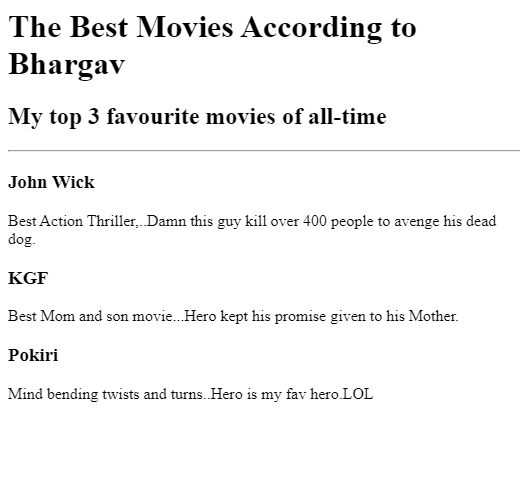 The Best Movies According to
Bhargav
My top 3 favourite movies of all-time
John Wick
Best Action Thriller,..Damn this guy kill over 400 people to avenge his dead
dog.
KGF
Best Mom and son movie...Hero kept his promise given to his Mother.
Pokiri
Mind bending twists and turns..Hero is my fav hero.LOL